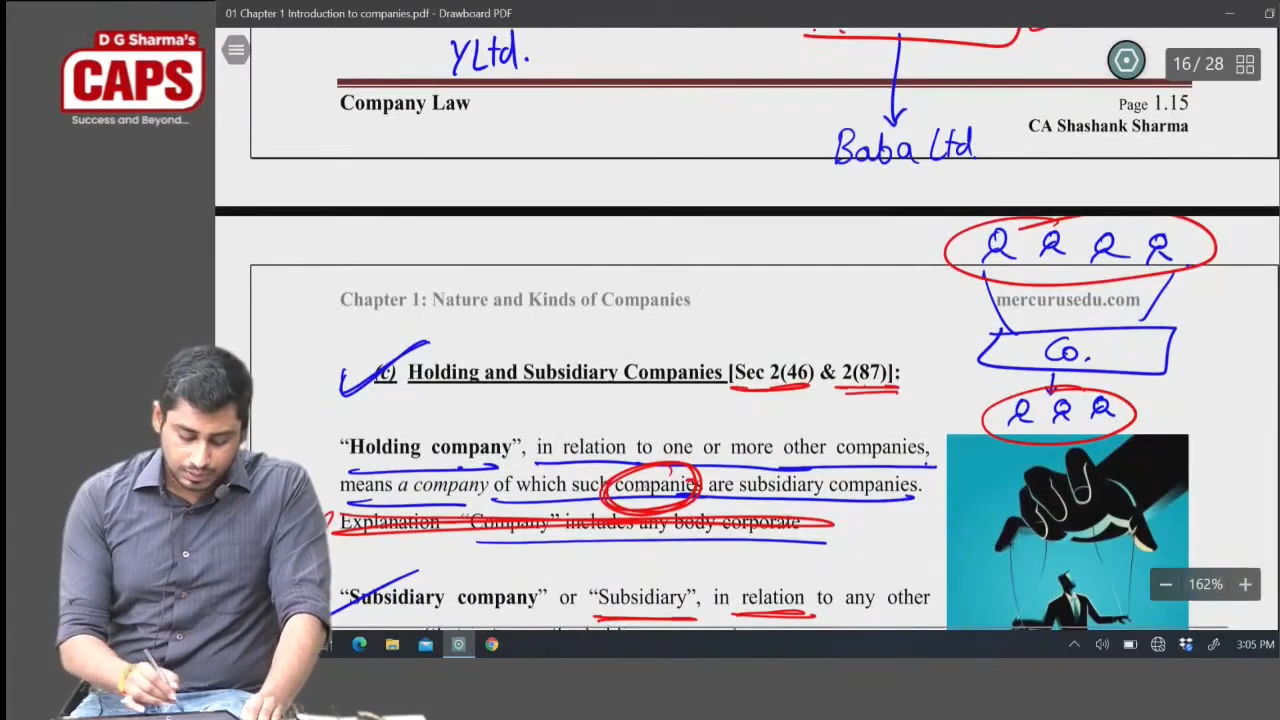 01 Chapter 1 Introduction to companies.pdf - Drawboard PDF
D G Sharma's
CAPS
Success and Beyond...
YLtd.
16 / 28
Company Law
Page 1.15
CA Shashank Sharma
Baba Ltd
Chapter 1: Nature and Kinds of Companies
mercurusedu.com
Co.
(c) Holding and Subsidiary Companies [Sec 2(46) & 2(87)]:
“Holding company”, in relation to one or more other companies,
means a company of which such companies are subsidiary companies.
Explanation “Company” includes any body corporate
“Subsidiary company” or “Subsidiary”, in relation to any other
162%
3:05 PM